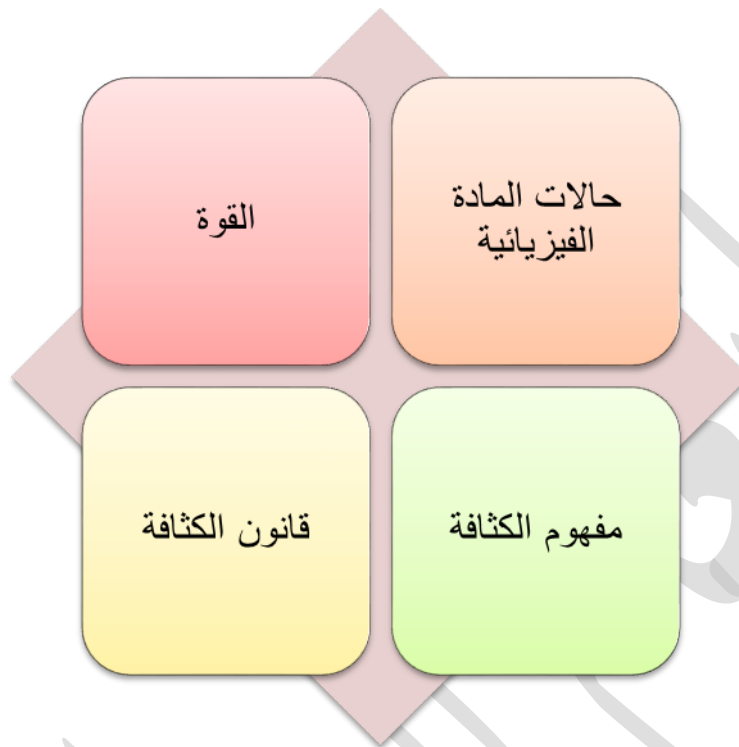 حالات المادة
الفيزيائية
القوة
مفهوم الكثافة
قانون الكثافة